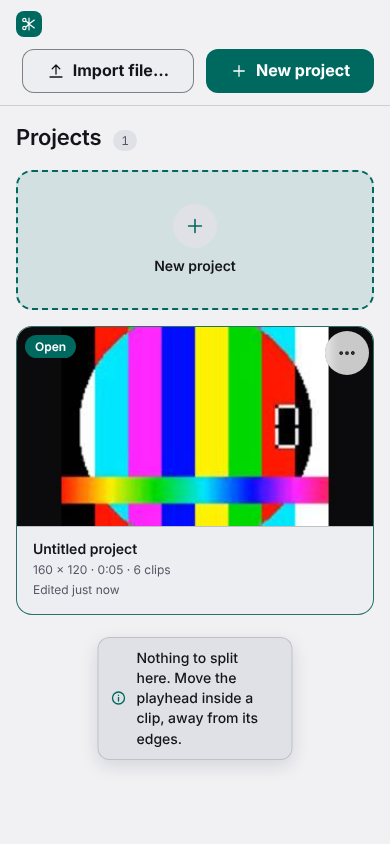 Import file...
New project
Projects
1
New project
Open
Untitled project
160 × 120 · 0:05 · 6 clips
Edited just now
Nothing to split
here. Move the
playhead inside a
clip, away from its
edges.